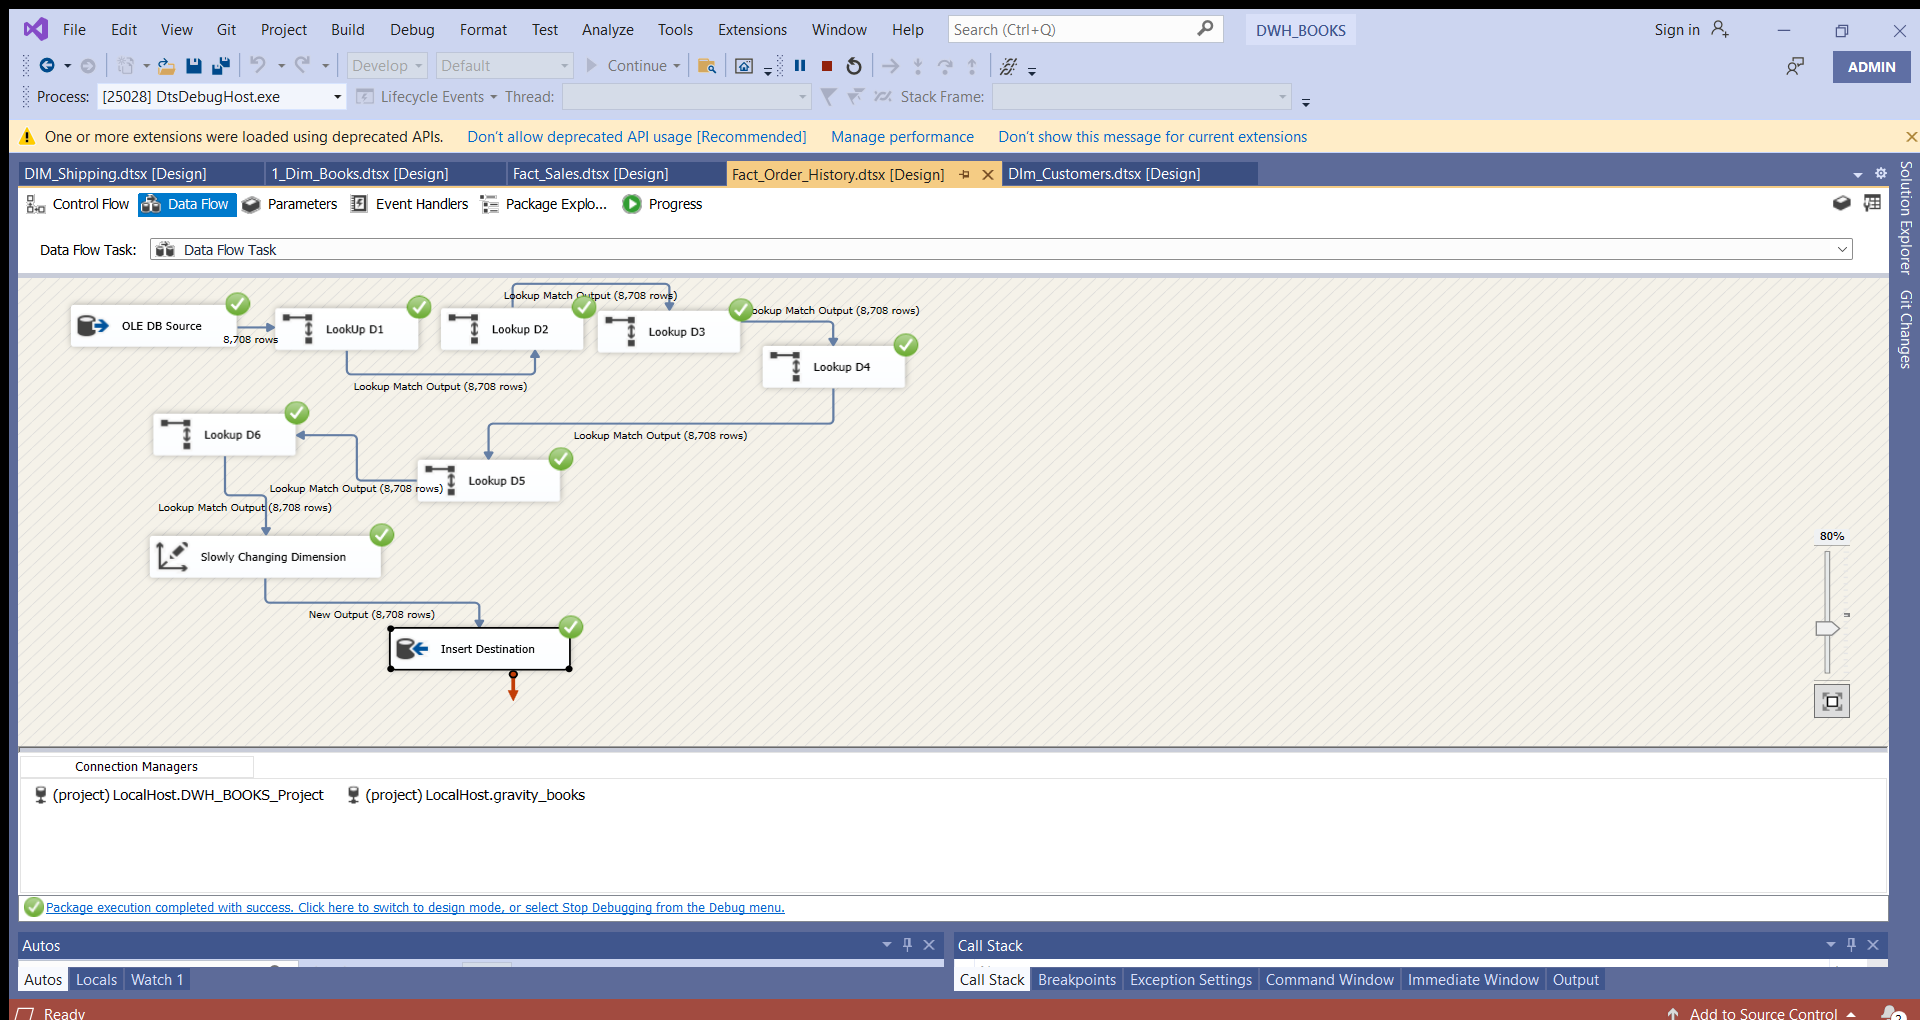 File Edit View Git Project Build Debug Format Test Analyze Tools Extensions Window Help Search (Ctrl+Q) DWH_BOOKS Sign in
Develop Default Continue ADMIN
Process: [25028] DtsDebugHost.exe Lifecycle Events Thread: Stack Frame:
One or more extensions were loaded using deprecated APIs. Don't allow deprecated API usage [Recommended] Manage performance Don't show this message for current extensions
DIM_Shipping.dtsx [Design] 1_Dim_Books.dtsx [Design] Fact_Sales.dtsx [Design] Fact_Order_History.dtsx [Design] DIm_Customers.dtsx [Design]
Control Flow Data Flow Parameters Event Handlers Package Explo... Progress
Solution Explorer
Git Changes
Data Flow Task: Data Flow Task
Lookup Match Output (8,708 rows)
ookup Match Output (8,708 rows)
OLE DB Source LookUp D1 Lookup D2 Lookup D3
8,708 rows
Lookup D4
Lookup Match Output (8,708 rows)
Lookup D6 Lookup Match Output (8,708 rows)
Lookup D5
Lookup Match Output (8,708 rows)
Lookup Match Output (8,708 rows)
80%
Slowly Changing Dimension
New Output (8,708 rows)
Insert Destination
Connection Managers
(project) LocalHost.DWH_BOOKS_Project (project) LocalHost.gravity_books
Package execution completed with success. Click here to switch to design mode, or select Stop Debugging from the Debug menu.
Autos Call Stack
Autos Locals Watch 1 Call Stack Breakpoints Exception Settings Command Window Immediate Window Output
Ready Add to Source Control 2